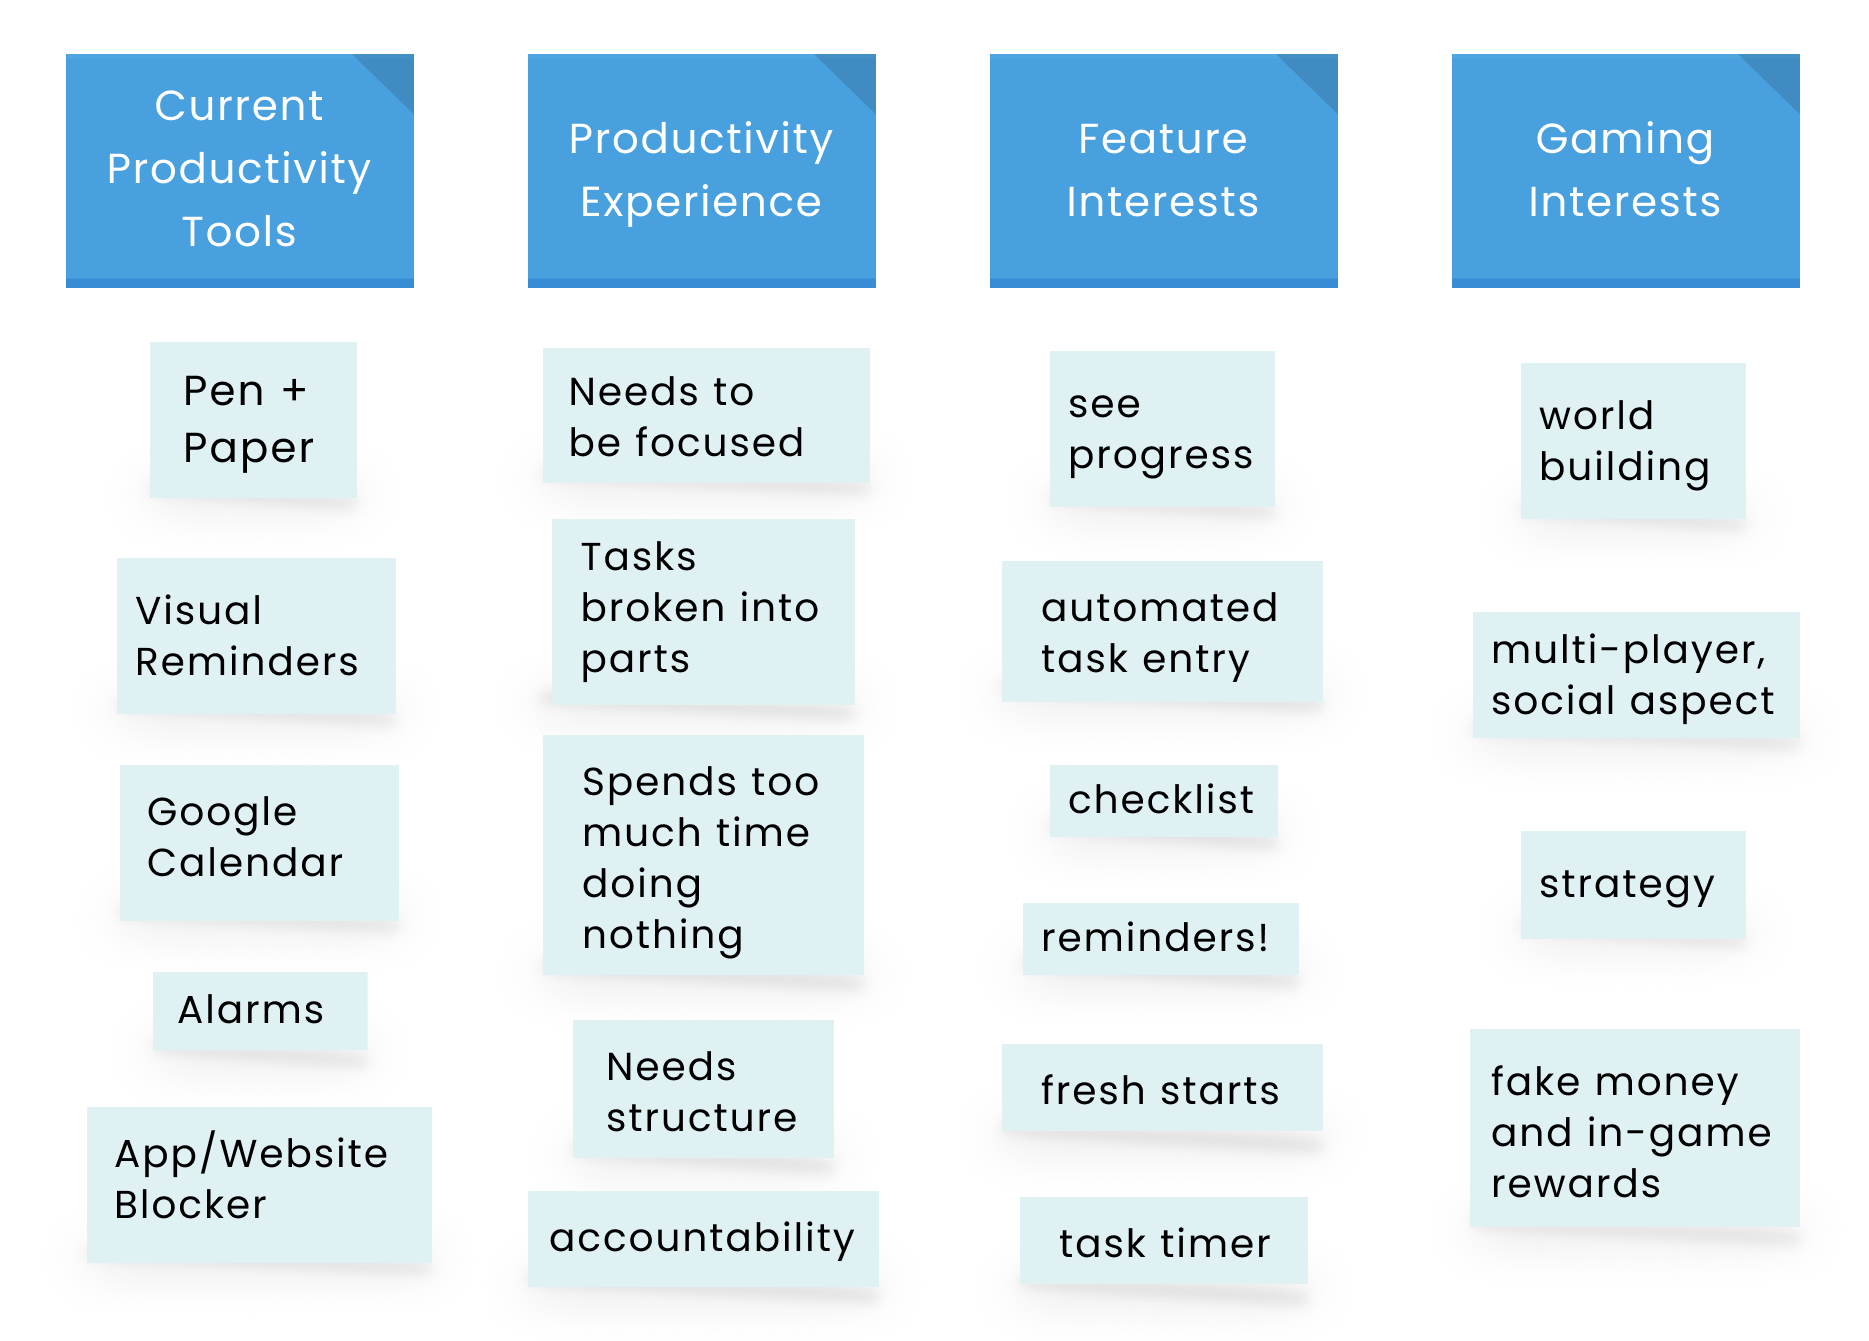 Current
Productivity
Tools
Pen +
Paper
Visual
Reminders
Google
Calendar
Alarms
App/Website
Blocker
Productivity
Experience
Needs to
be focused
Tasks
broken into
parts
Spends too
much time
doing
nothing
Needs
structure
accountability
Feature
Interests
see
progress
automated
task entry
checklist
reminders!
fresh starts
task timer
Gaming
Interests
world
building
multi-player,
social aspect
strategy
fake money
and in-game
rewards